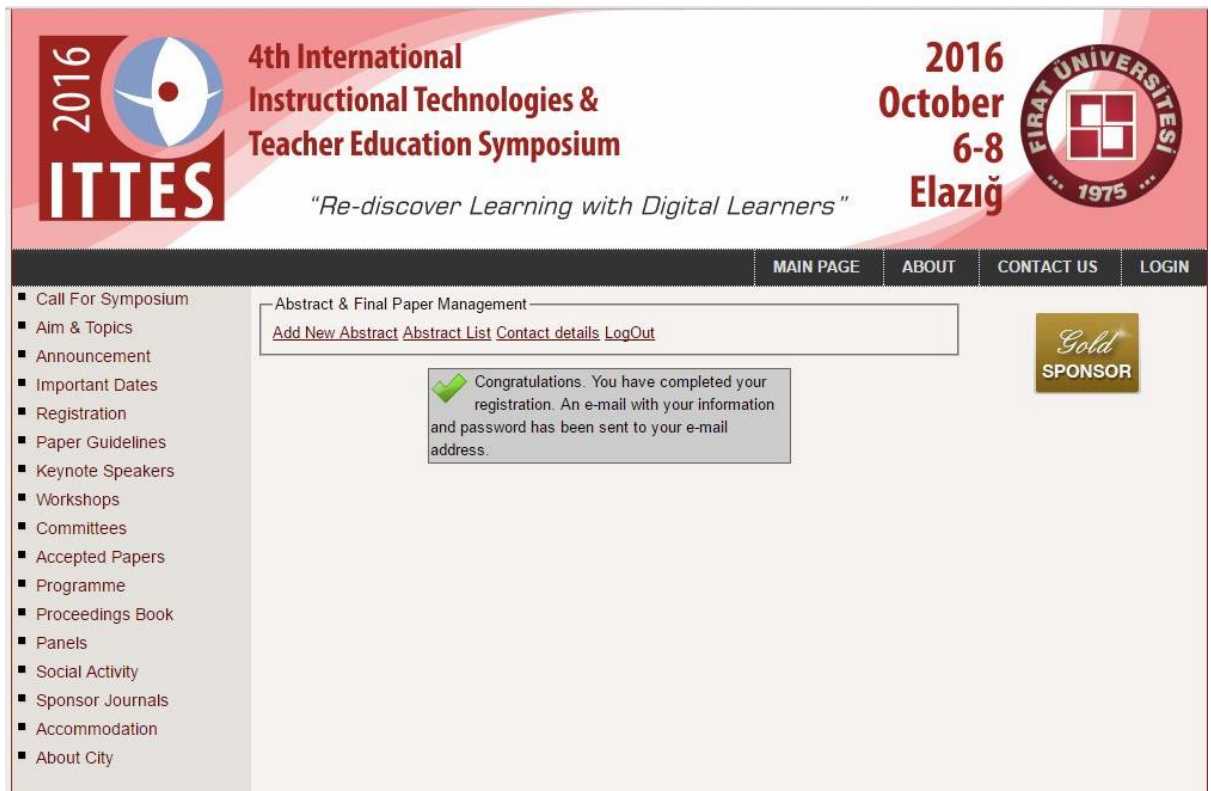 2016
ITTES
4th International
Instructional Technologies &
Teacher Education Symposium
"Re-discover Learning with Digital Learners"
2016
October
6-8
Elazığ
FIRAT ÜNİVERSİTESİ
... 1975 ...
MAIN PAGE ABOUT CONTACT US LOGIN
Call For Symposium
Aim & Topics
Announcement
Important Dates
Registration
Paper Guidelines
Keynote Speakers
Workshops
Committees
Accepted Papers
Programme
Proceedings Book
Panels
Social Activity
Sponsor Journals
Accommodation
About City
Abstract & Final Paper Management
Add New Abstract Abstract List Contact details LogOut
Congratulations. You have completed your
registration. An e-mail with your information
and password has been sent to your e-mail
address.
Gold
SPONSOR